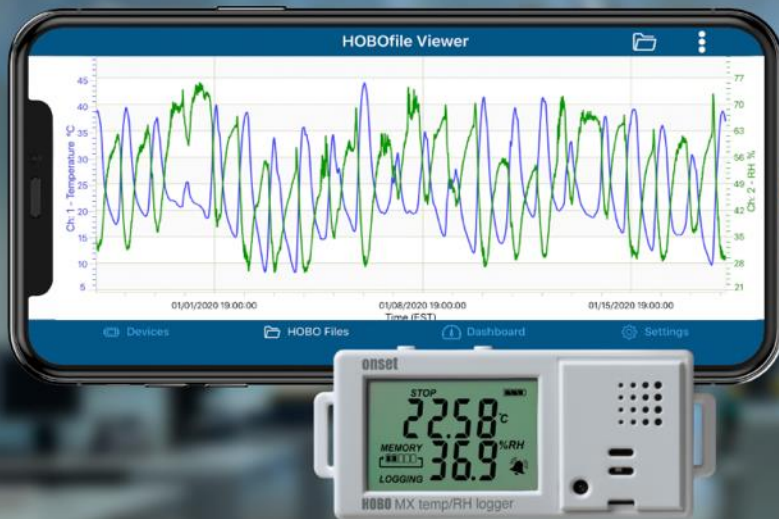 HOBOfile Viewer
45
40
35
30
25
20
15
10
5
Ch: 1 - Temperature °C
77
70
63
56
49
42
35
28
21
Ch: 2 - RH %
01/01/2020 19:00:00
01/08/2020 19:00:00
01/15/2020 19:00:00
Time (EST)
Devices
HOBO Files
Dashboard
Settings
onset
STOP
22.58 °C
MEMORY
36.9 %RH
LOGGING
HOBO MX temp/RH logger